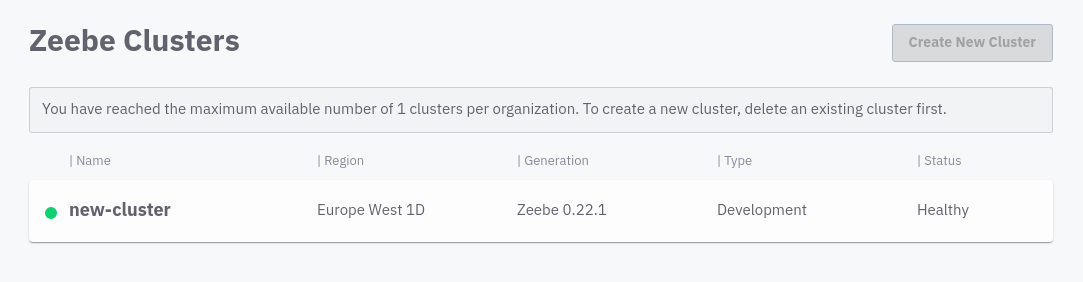 Zeebe Clusters
Create New Cluster
You have reached the maximum available number of 1 clusters per organization. To create a new cluster, delete an existing cluster first.
| Name | Region | Generation | Type | Status
new-cluster Europe West 1D Zeebe 0.22.1 Development Healthy